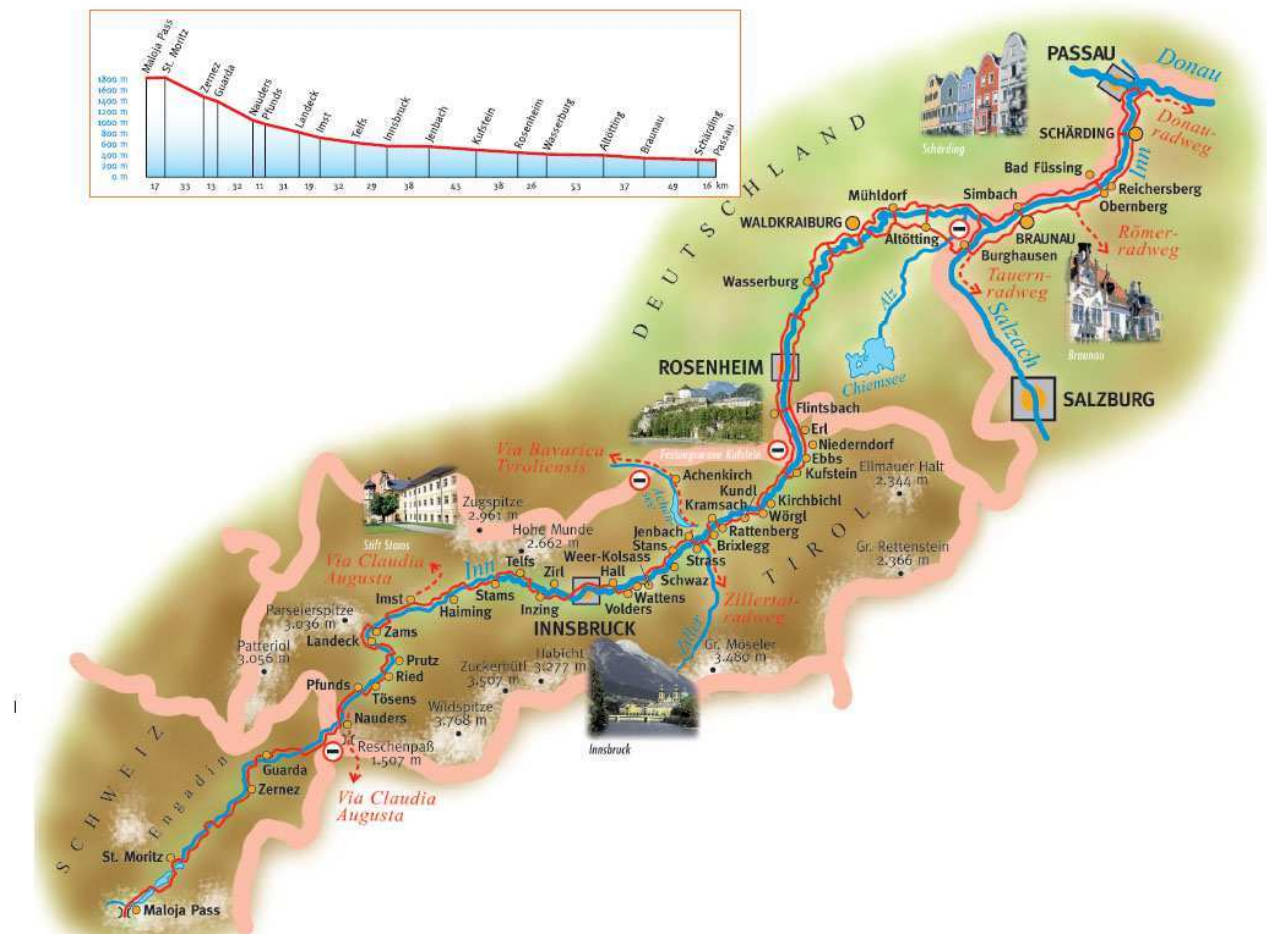 Maloja Pass
St. Moritz
Zernez
Guarda
Nauders
Pfunds
Landeck
Imst
Telfs
Innsbruck
Jenbach
Kufstein
Rosenheim
Wasserburg
Altötting
Braunau
Schärding
Passau
1800 m
1600 m
1400 m
1200 m
1000 m
800 m
600 m
400 m
200 m
0 m
17 33 13 32 11 31 19 32 29 38 43 38 26 53 37 49 16 km
PASSAU
Donau
Donau-
radweg
SCHÄRDING
Schärding
Inn
Bad Füssing
Reichersberg
Obernberg
Römer-
radweg
DEUTSCHLAND
Mühldorf
Simbach
WALDKRAIBURG
Altötting
BRAUNAU
Burghausen
Tauern-
radweg
Braunau
Wasserburg
Alz
Salzach
Chiemsee
ROSENHEIM
SALZBURG
Flintsbach
Erl
Niederndorf
Festungsarena Kufstein
Ebbs
Kufstein
Via Bavarica
Tyroliensis
Achenkirch
Achen-
see
Ellmauer Halt
2.344 m
Kundl
Kramsach
Kirchbichl
Wörgl
Zugspitze
2.961 m
Stift Stams
Hohe Munde
2.662 m
Jenbach
Stans
Rattenberg
Brixlegg
Strass
TIROL
Gr. Rettenstein
2.366 m
Via Claudia
Augusta
Inn
Telfs
Zirl
Weer-Kolsass
Hall
Schwaz
Wattens
Volders
Zillertal-
radweg
Imst
Haiming
Stams
Inzing
INNSBRUCK
Parseierspitze
3.036 m
Zams
Landeck
Patteriol
3.056 m
Prutz
Ried
Pfunds
Tösens
Zuckerhütl
3.507 m
Habicht
3.277 m
Ziller
Gr. Möseler
3.480 m
Wildspitze
3.768 m
Innsbruck
Nauders
Reschenpaß
1.507 m
SCHWEIZ
Engadin
Guarda
Zernez
Via Claudia
Augusta
St. Moritz
Maloja Pass